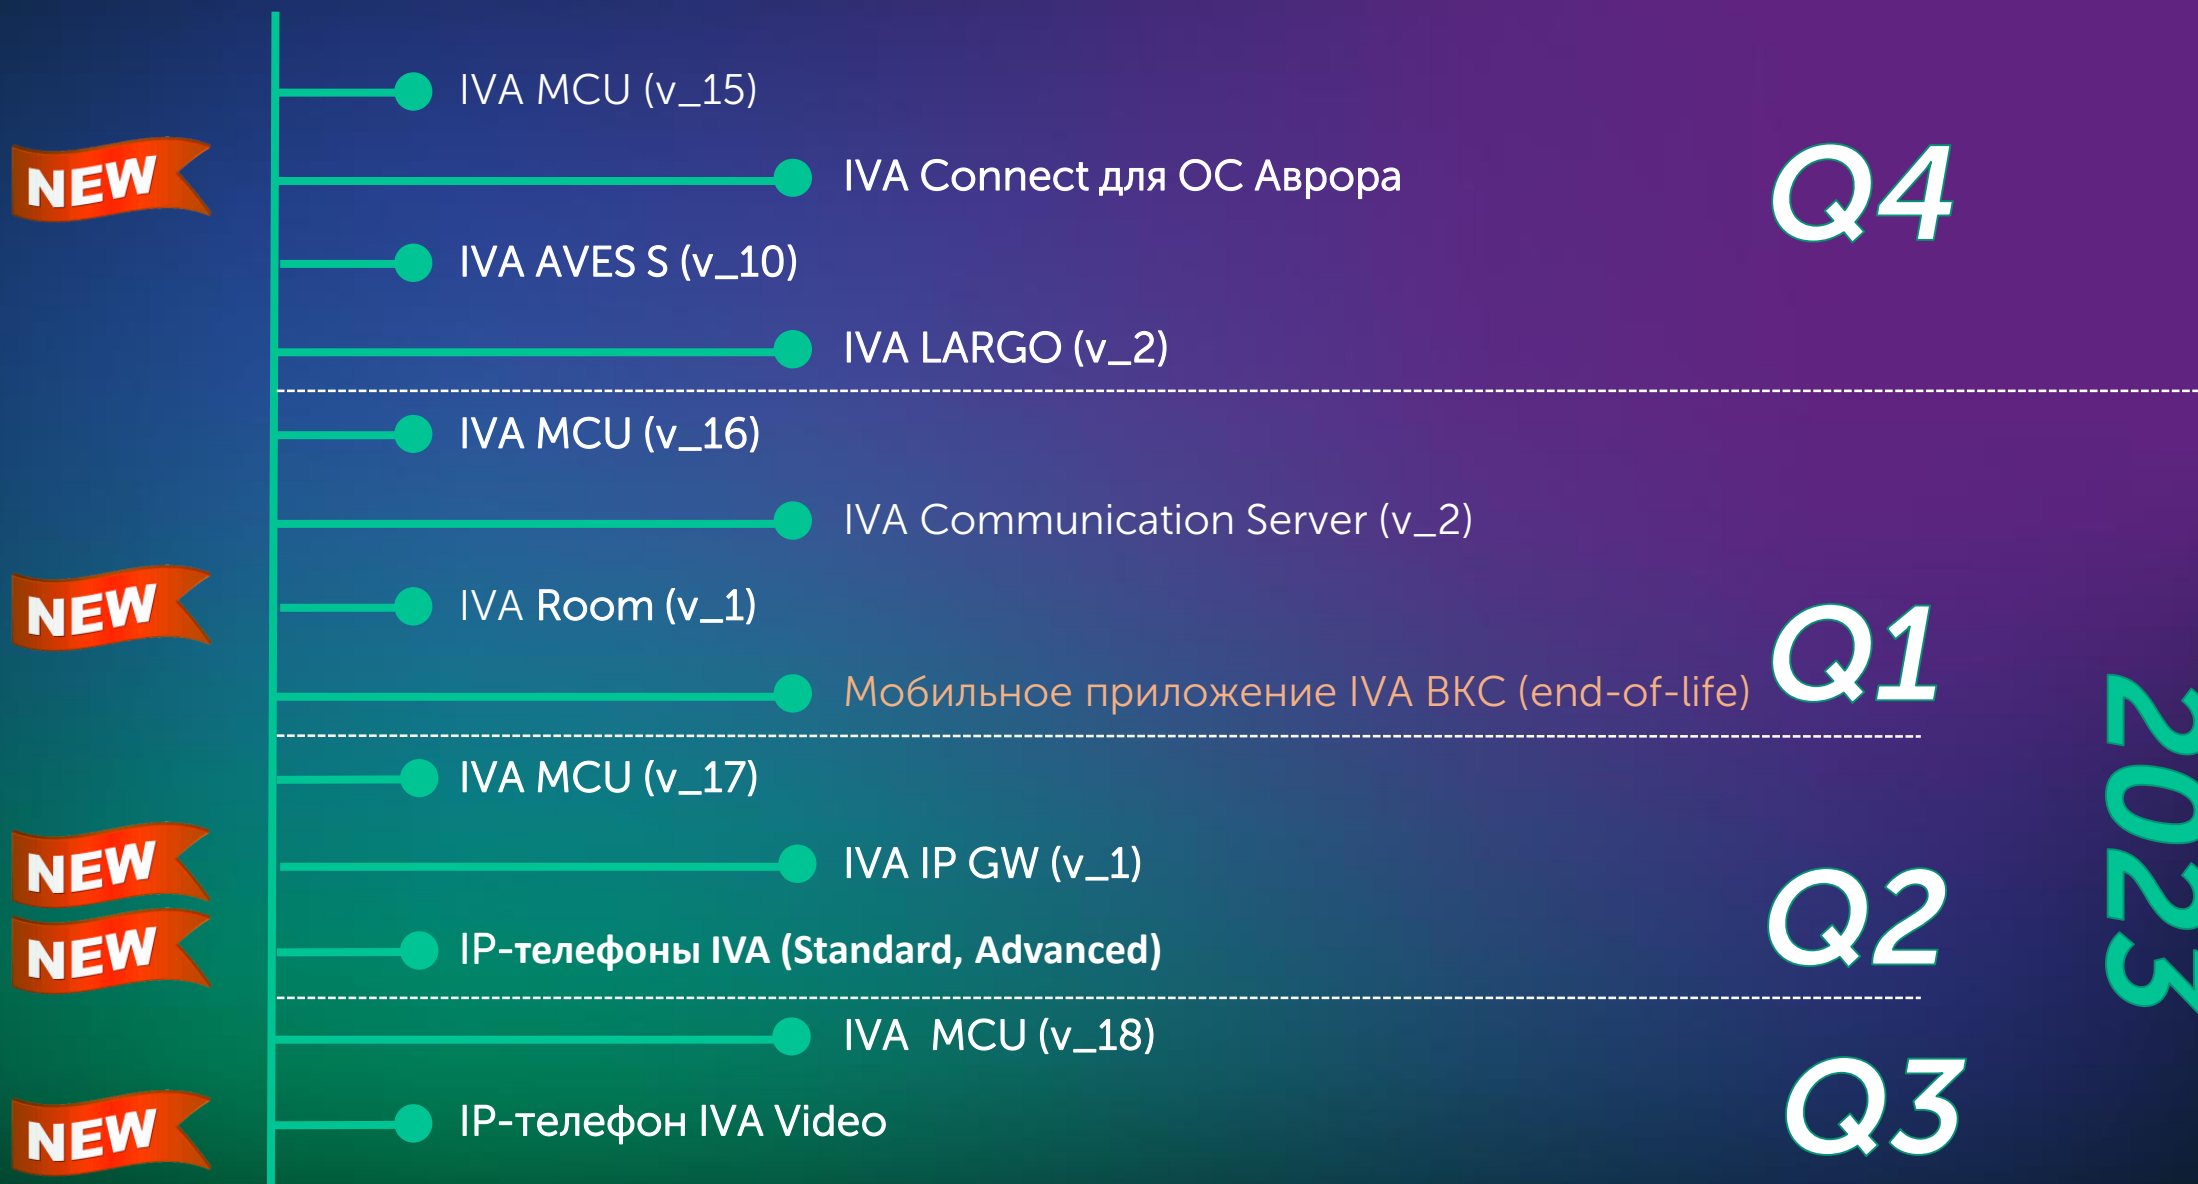 IVA MCU (v_15)
NEW
IVA Connect для ОС Аврора
Q4
IVA AVES S (v_10)
IVA LARGO (v_2)
IVA MCU (v_16)
IVA Communication Server (v_2)
NEW
IVA Room (v_1)
Q1
Мобильное приложение IVA ВКС (end-of-life)
IVA MCU (v_17)
NEW
IVA IP GW (v_1)
Q2
NEW
IP-телефоны IVA (Standard, Advanced)
2023
IVA MCU (v_18)
Q3
NEW
IP-телефон IVA Video